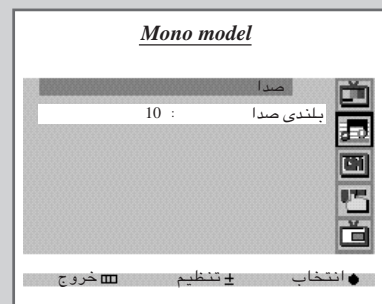 Mono model
صدا
بلندی صدا : 10
انتخاب ± تنظیم خروج